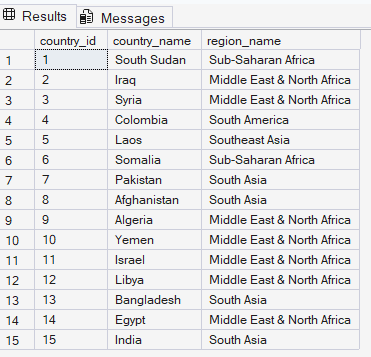 Results Messages
country_id country_name region_name
1 1 South Sudan Sub-Saharan Africa
2 2 Iraq Middle East & North Africa
3 3 Syria Middle East & North Africa
4 4 Colombia South America
5 5 Laos Southeast Asia
6 6 Somalia Sub-Saharan Africa
7 7 Pakistan South Asia
8 8 Afghanistan South Asia
9 9 Algeria Middle East & North Africa
10 10 Yemen Middle East & North Africa
11 11 Israel Middle East & North Africa
12 12 Libya Middle East & North Africa
13 13 Bangladesh South Asia
14 14 Egypt Middle East & North Africa
15 15 India South Asia